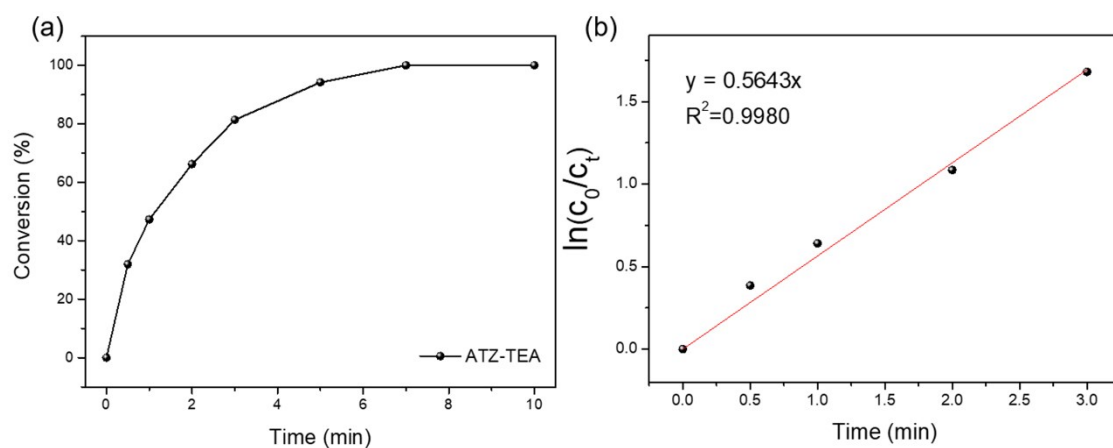 (a)
100
80
60
40
20
0
Conversion (%)
ATZ-TEA
0 2 4 6 8 10
Time (min)
(b)
y = 0.5643x
R²=0.9980
1.5
1.0
0.5
0.0
ln(c₀/cₜ)
0.0 0.5 1.0 1.5 2.0 2.5 3.0
Time (min)